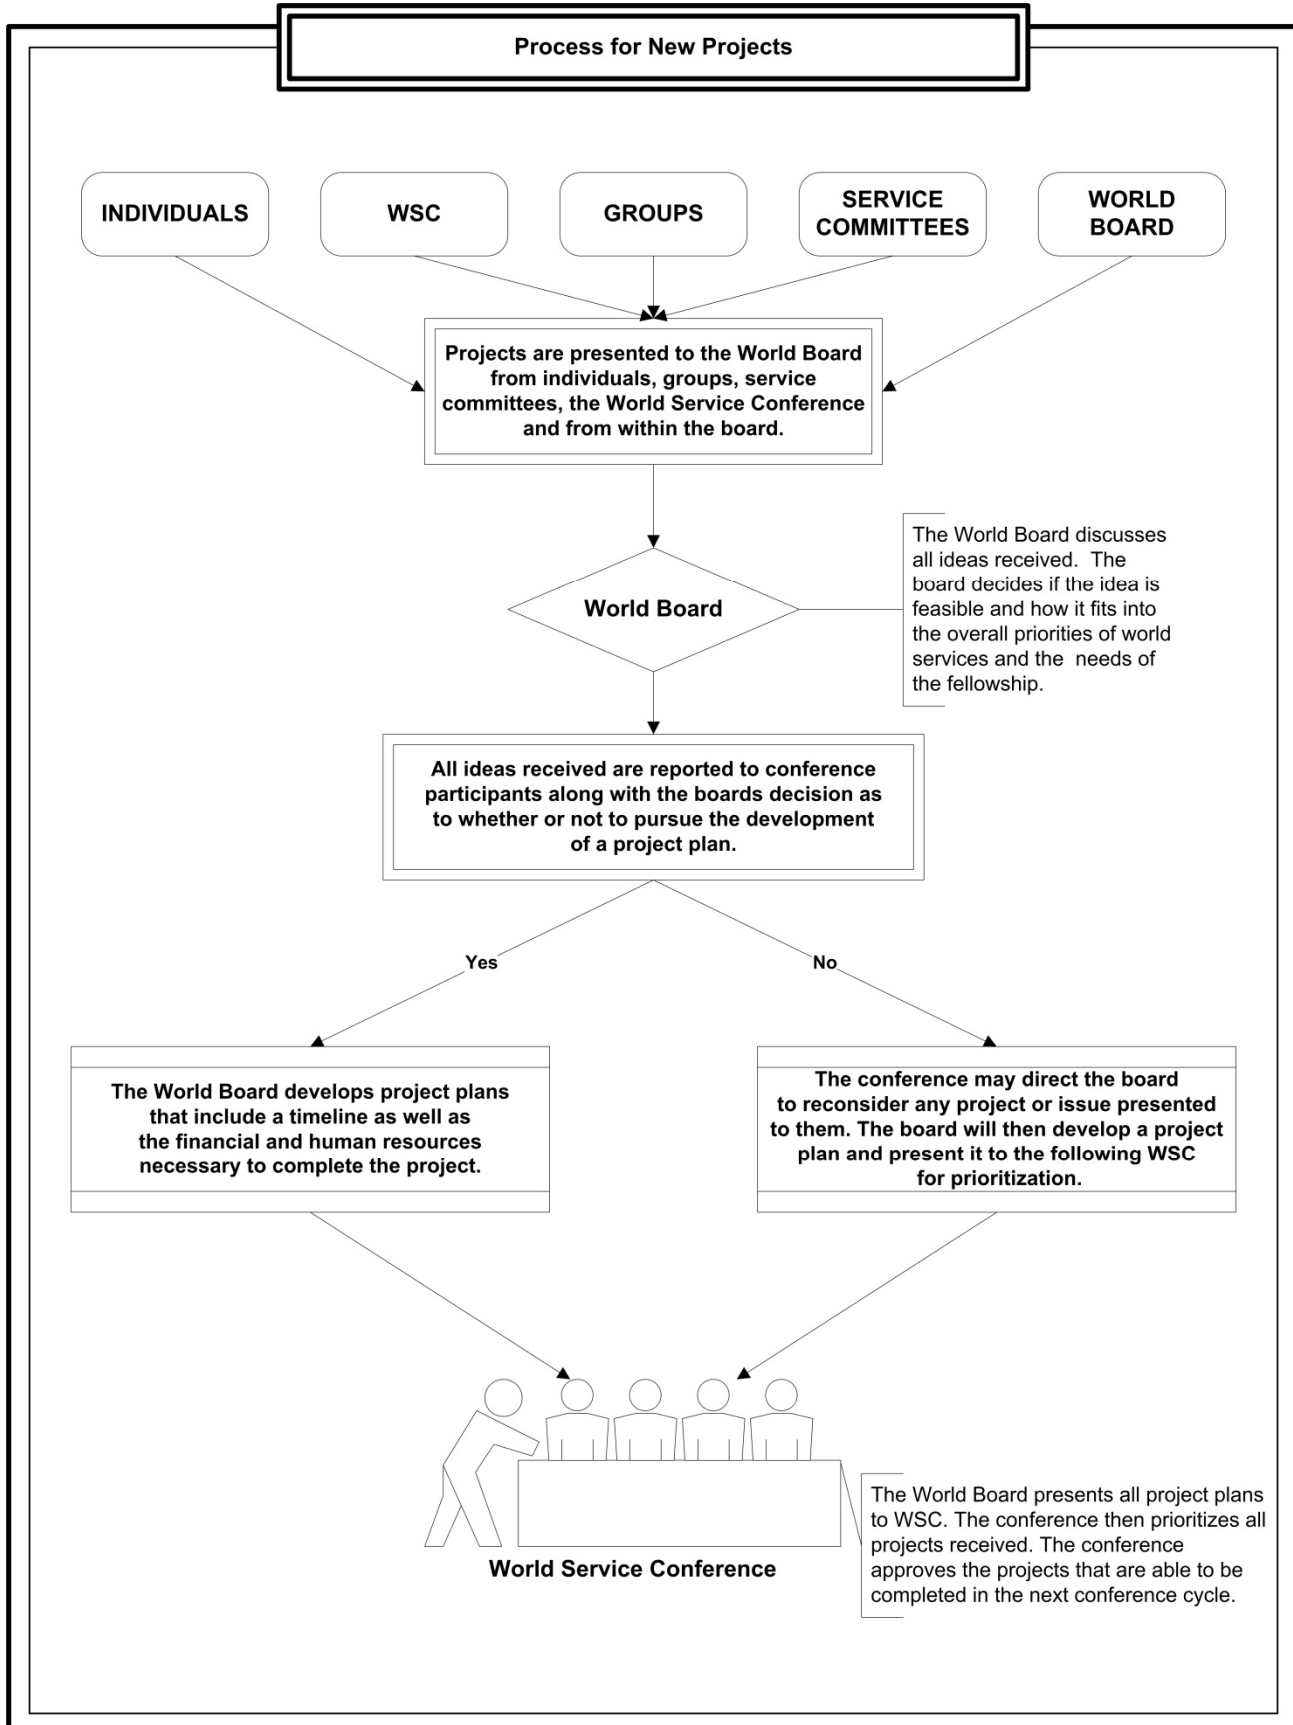 Process for New Projects
INDIVIDUALS
WSC
GROUPS
SERVICE
COMMITTEES
WORLD
BOARD
Projects are presented to the World Board
from individuals, groups, service
committees, the World Service Conference
and from within the board.
World Board
The World Board discusses
all ideas received.  The
board decides if the idea is
feasible and how it fits into
the overall priorities of world
services and the  needs of
the fellowship.
All ideas received are reported to conference
participants along with the boards decision as
to whether or not to pursue the development
of a project plan.
Yes
No
The World Board develops project plans
that include a timeline as well as
the financial and human resources
necessary to complete the project.
The conference may direct the board
to reconsider any project or issue presented
to them. The board will then develop a project
plan and present it to the following WSC
for prioritization.
World Service Conference
The World Board presents all project plans
to WSC. The conference then prioritizes all
projects received. The conference
approves the projects that are able to be
completed in the next conference cycle.